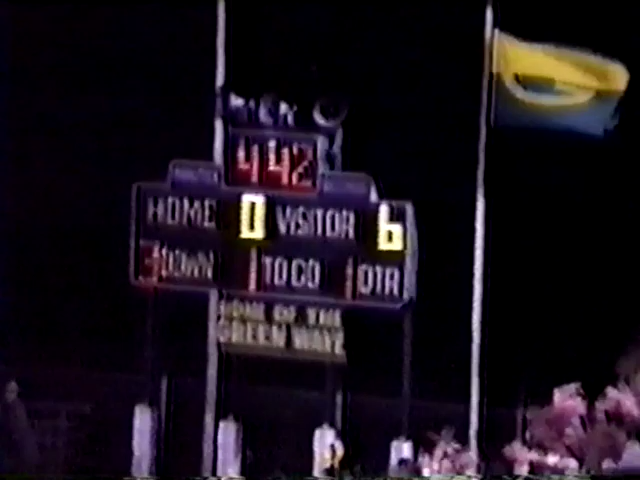 4 42
HOME 0 VISITOR 6
3 DOWN 1 TO GO 1 QTR
HOME OF THE
GREEN WAVE